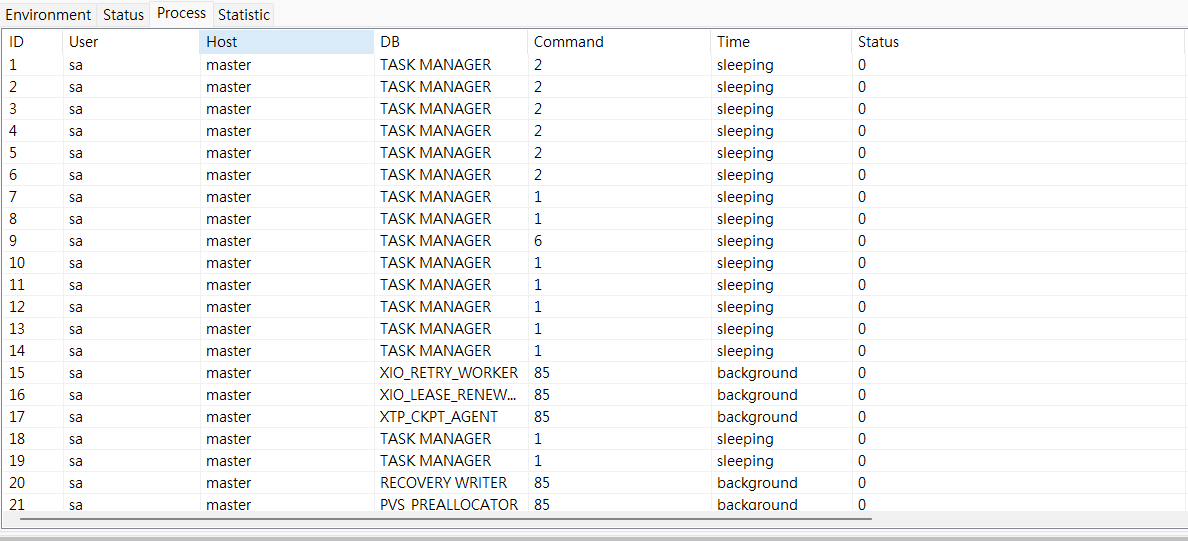 Environment Status Process Statistic
ID User Host DB Command Time Status
1 sa master TASK MANAGER 2 sleeping 0
2 sa master TASK MANAGER 2 sleeping 0
3 sa master TASK MANAGER 2 sleeping 0
4 sa master TASK MANAGER 2 sleeping 0
5 sa master TASK MANAGER 2 sleeping 0
6 sa master TASK MANAGER 2 sleeping 0
7 sa master TASK MANAGER 1 sleeping 0
8 sa master TASK MANAGER 1 sleeping 0
9 sa master TASK MANAGER 6 sleeping 0
10 sa master TASK MANAGER 1 sleeping 0
11 sa master TASK MANAGER 1 sleeping 0
12 sa master TASK MANAGER 1 sleeping 0
13 sa master TASK MANAGER 1 sleeping 0
14 sa master TASK MANAGER 1 sleeping 0
15 sa master XIO_RETRY_WORKER 85 background 0
16 sa master XIO_LEASE_RENEW... 85 background 0
17 sa master XTP_CKPT_AGENT 85 background 0
18 sa master TASK MANAGER 1 sleeping 0
19 sa master TASK MANAGER 1 sleeping 0
20 sa master RECOVERY WRITER 85 background 0
21 sa master PVS_PREALLOCATOR 85 background 0